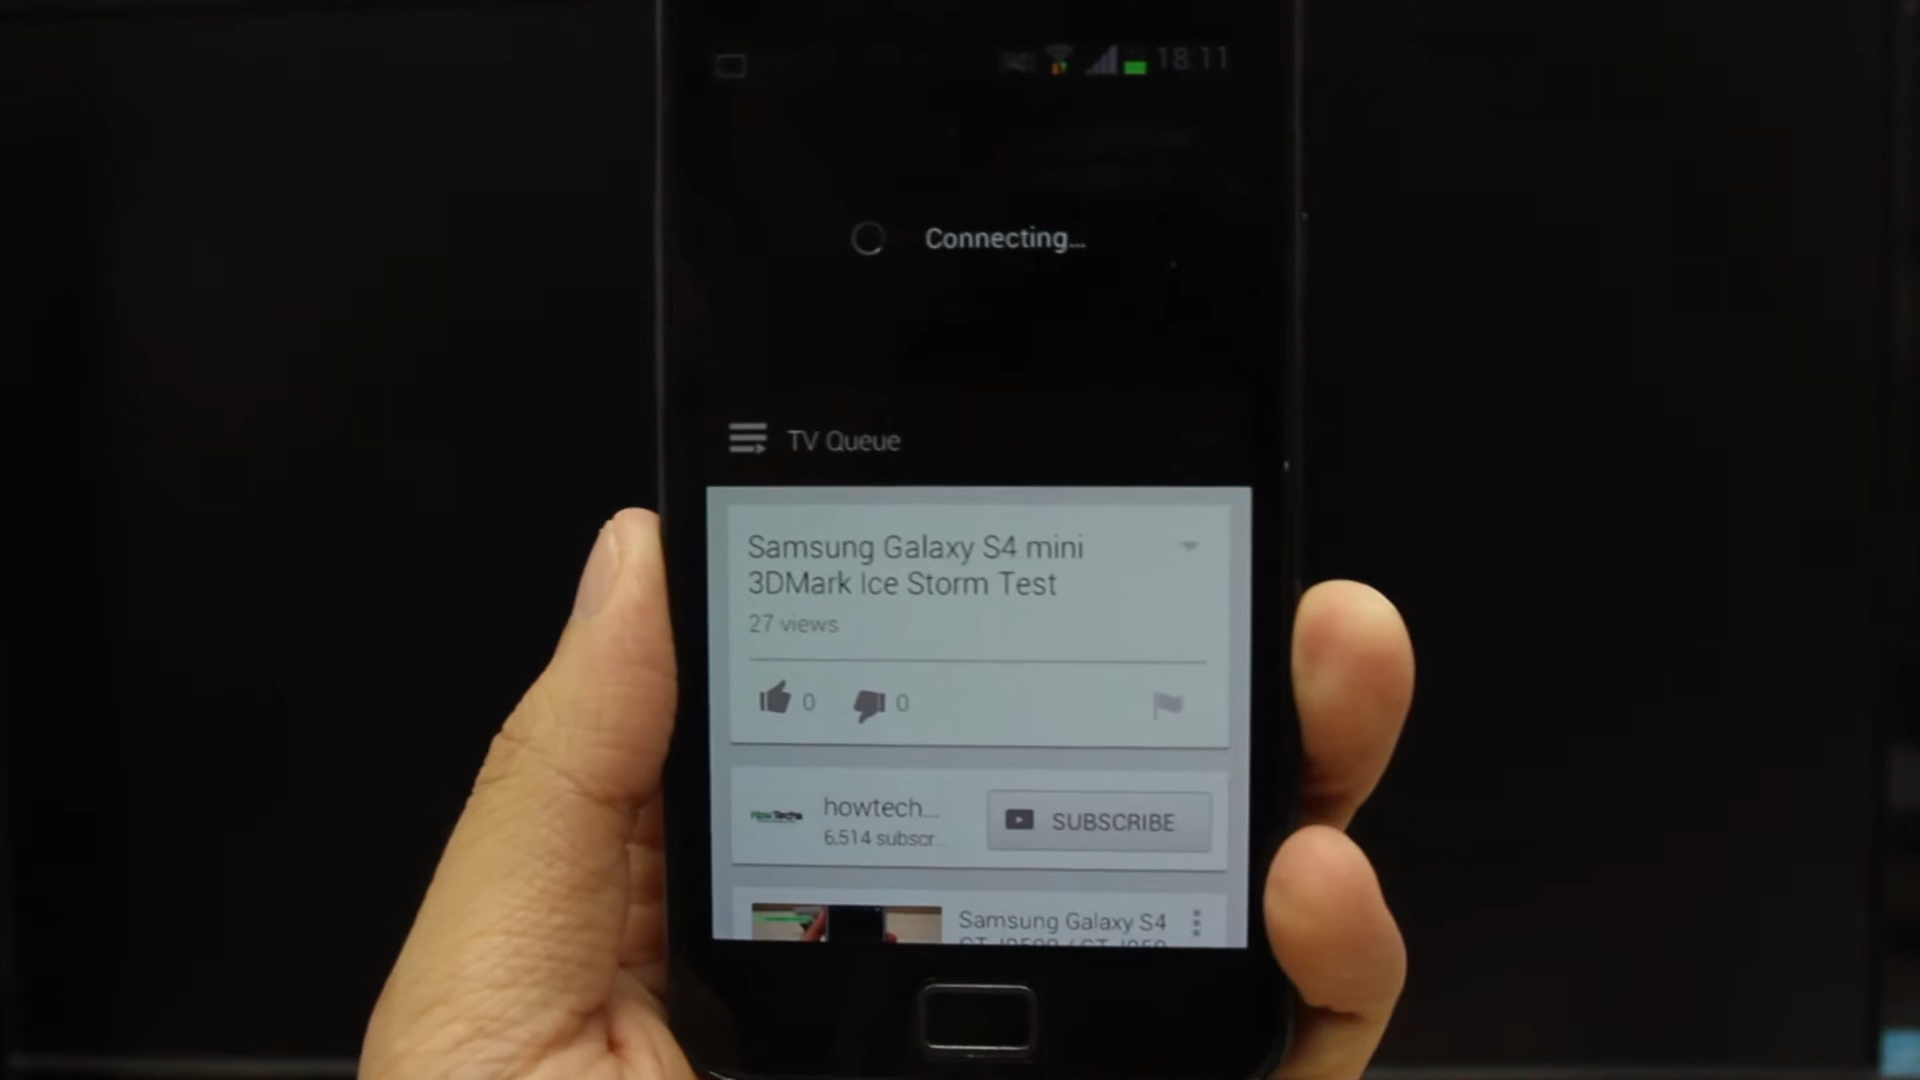 18:11
Connecting...
TV Queue
Samsung Galaxy S4 mini
3DMark Ice Storm Test
27 views
0 0
howtech...
SUBSCRIBE
6,514 subscr
HowTechs
Samsung Galaxy S4